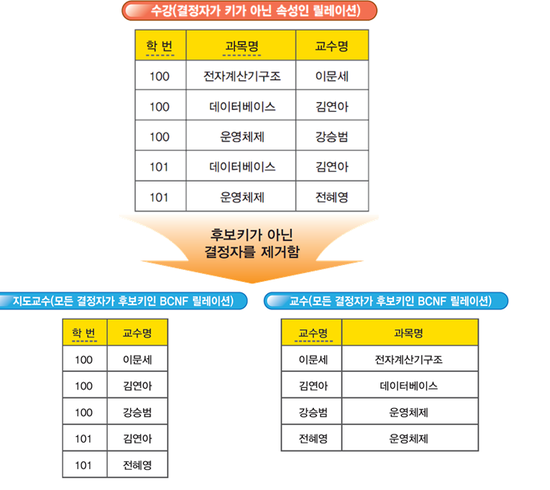 수강(결정자가 키가 아닌 속성인 릴레이션)
학 번 과목명 교수명
100 전자계산기구조 이문세
100 데이터베이스 김연아
100 운영체제 강승범
101 데이터베이스 김연아
101 운영체제 전혜영
후보키가 아닌
결정자를 제거함
지도교수(모든 결정자가 후보키인 BCNF 릴레이션)
학 번 교수명
100 이문세
100 김연아
100 강승범
101 김연아
101 전혜영
교수(모든 결정자가 후보키인 BCNF 릴레이션)
교수명 과목명
이문세 전자계산기구조
김연아 데이터베이스
강승범 운영체제
전혜영 운영체제